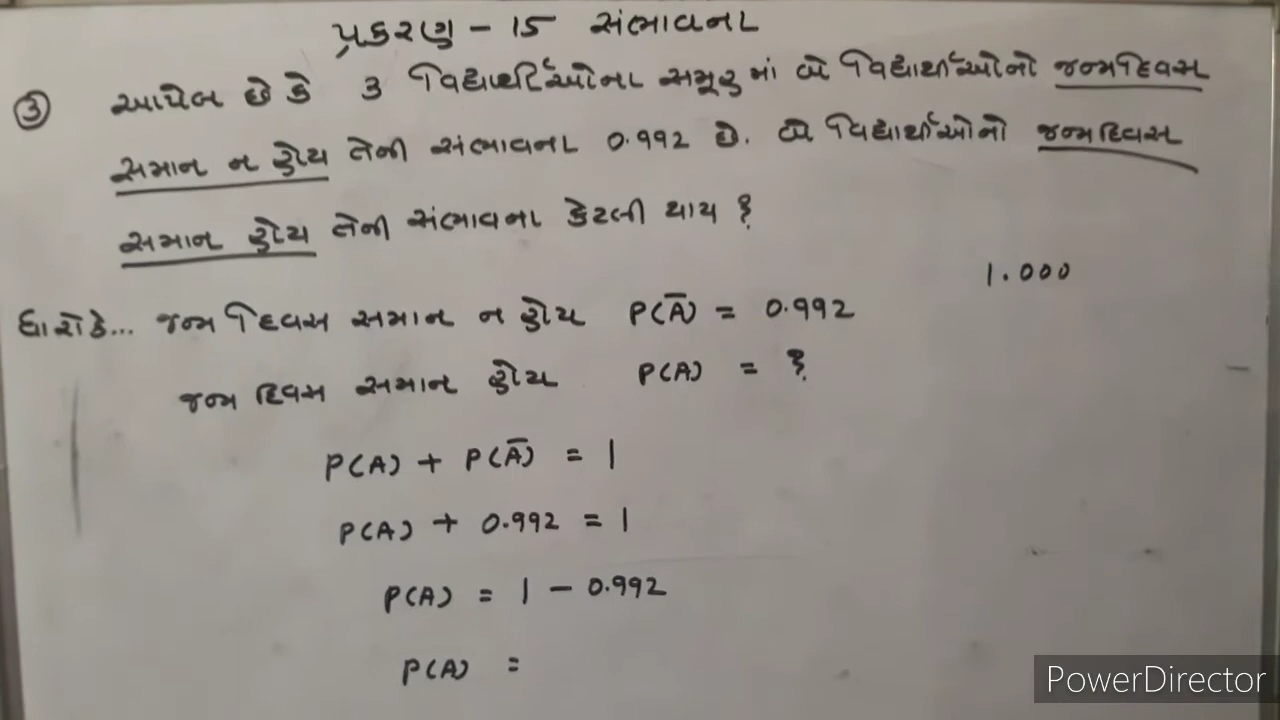 પ્રકરણ - 15 સંભાવના
③ આપેલ છે કે 3 વિદ્યાર્થીઓના સમૂહમાં બે વિદ્યાર્થીઓનો જન્મદિવસ
સમાન ન હોય તેની સંભાવના 0.992 છે. બે વિદ્યાર્થીઓનો જન્મદિવસ
સમાન હોય તેની સંભાવના કેટલી થાય ?
1.000
ધારોકે... જન્મદિવસ સમાન ન હોય P(A̅) = 0.992
જન્મદિવસ સમાન હોય P(A) = ?
P(A) + P(A̅) = 1
P(A) + 0.992 = 1
P(A) = 1 - 0.992
P(A) =
PowerDirector